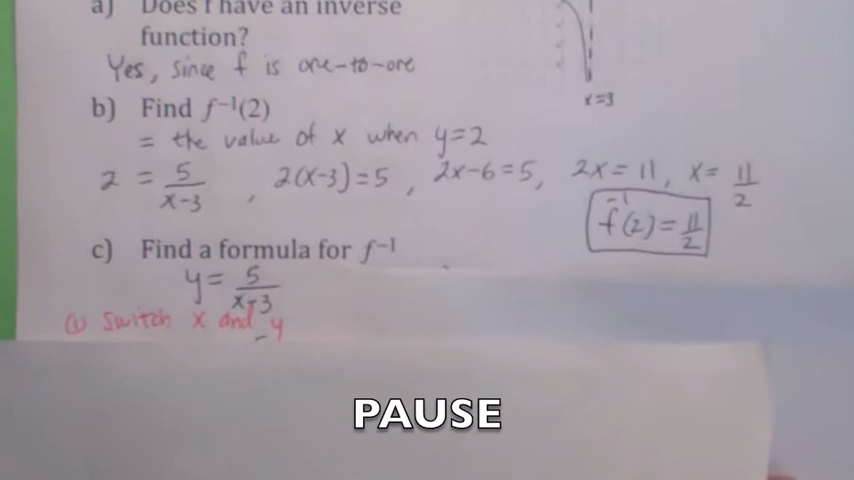 a) Does f have an inverse
function?
Yes, since f is one-to-one
x=3
b) Find f⁻¹(2)
= the value of x when y=2
2 = 5/(x-3) , 2(x-3)=5 , 2x-6=5, 2x=11, x= 11/2
f⁻¹(2)=11/2
c) Find a formula for f⁻¹
y= 5/(x-3)
① Switch x and y
PAUSE